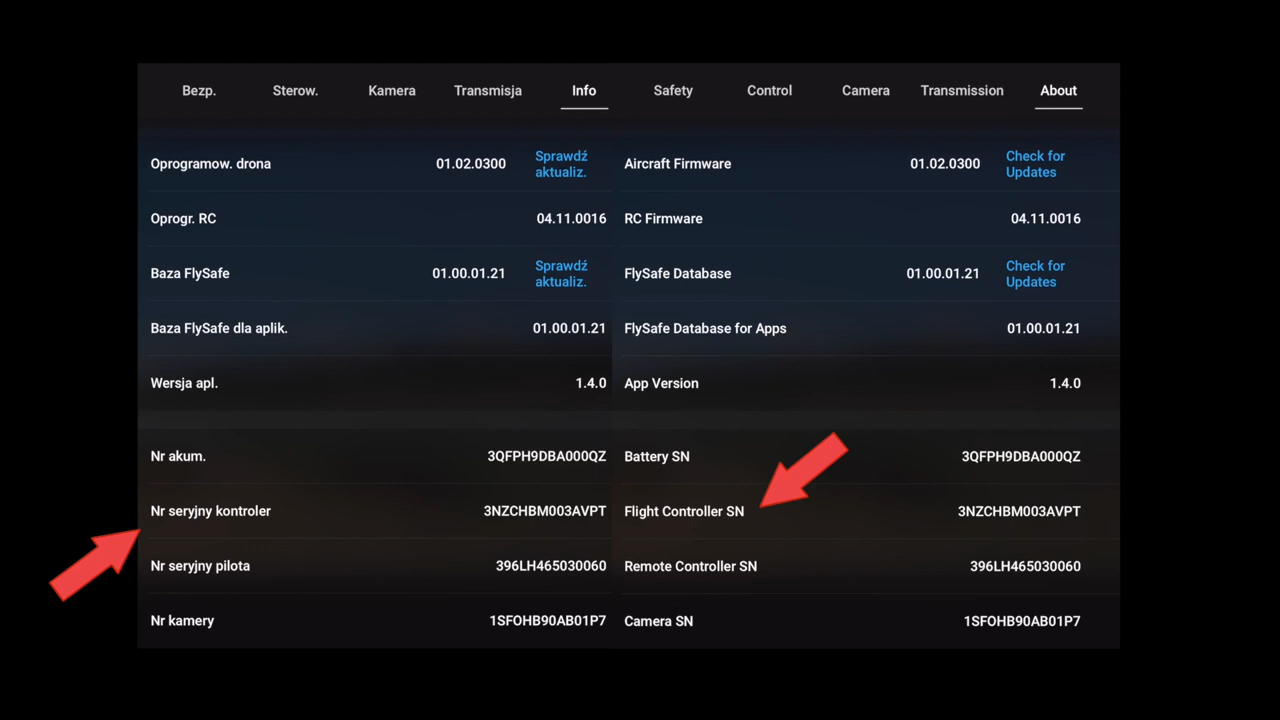 Bezp. Sterow. Kamera Transmisja Info
Oprogramow. drona 01.02.0300 Sprawdź
aktualiz.
Oprogr. RC 04.11.0016
Baza FlySafe 01.00.01.21 Sprawdź
aktualiz.
Baza FlySafe dla aplik. 01.00.01.21
Wersja apl. 1.4.0
Nr akum. 3QFPH9DBA000QZ
Nr seryjny kontroler 3NZCHBM003AVPT
Nr seryjny pilota 396LH465030060
Nr kamery 1SFOHB90AB01P7
Safety Control Camera Transmission About
Aircraft Firmware 01.02.0300 Check for
Updates
RC Firmware 04.11.0016
FlySafe Database 01.00.01.21 Check for
Updates
FlySafe Database for Apps 01.00.01.21
App Version 1.4.0
Battery SN 3QFPH9DBA000QZ
Flight Controller SN 3NZCHBM003AVPT
Remote Controller SN 396LH465030060
Camera SN 1SFOHB90AB01P7